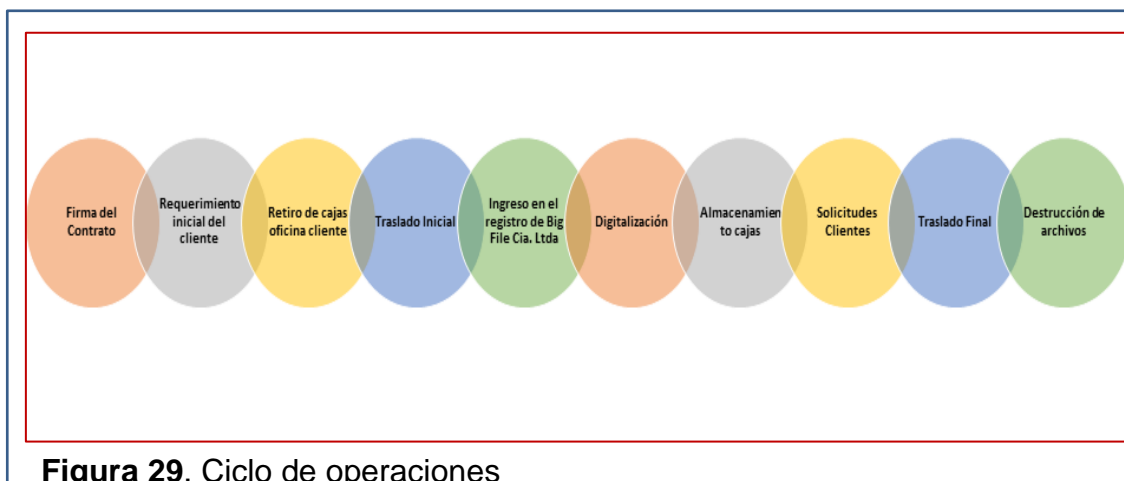 Firma del
Contrato
Requerimiento
inicial del
cliente
Retiro de cajas
oficina cliente
Traslado Inicial
Ingreso en el
registro de Big
File Cia. Ltda
Digitalización
Almacenamien
to cajas
Solicitudes
Clientes
Traslado Final
Destrucción de
archivos
Figura 29. Ciclo de operaciones